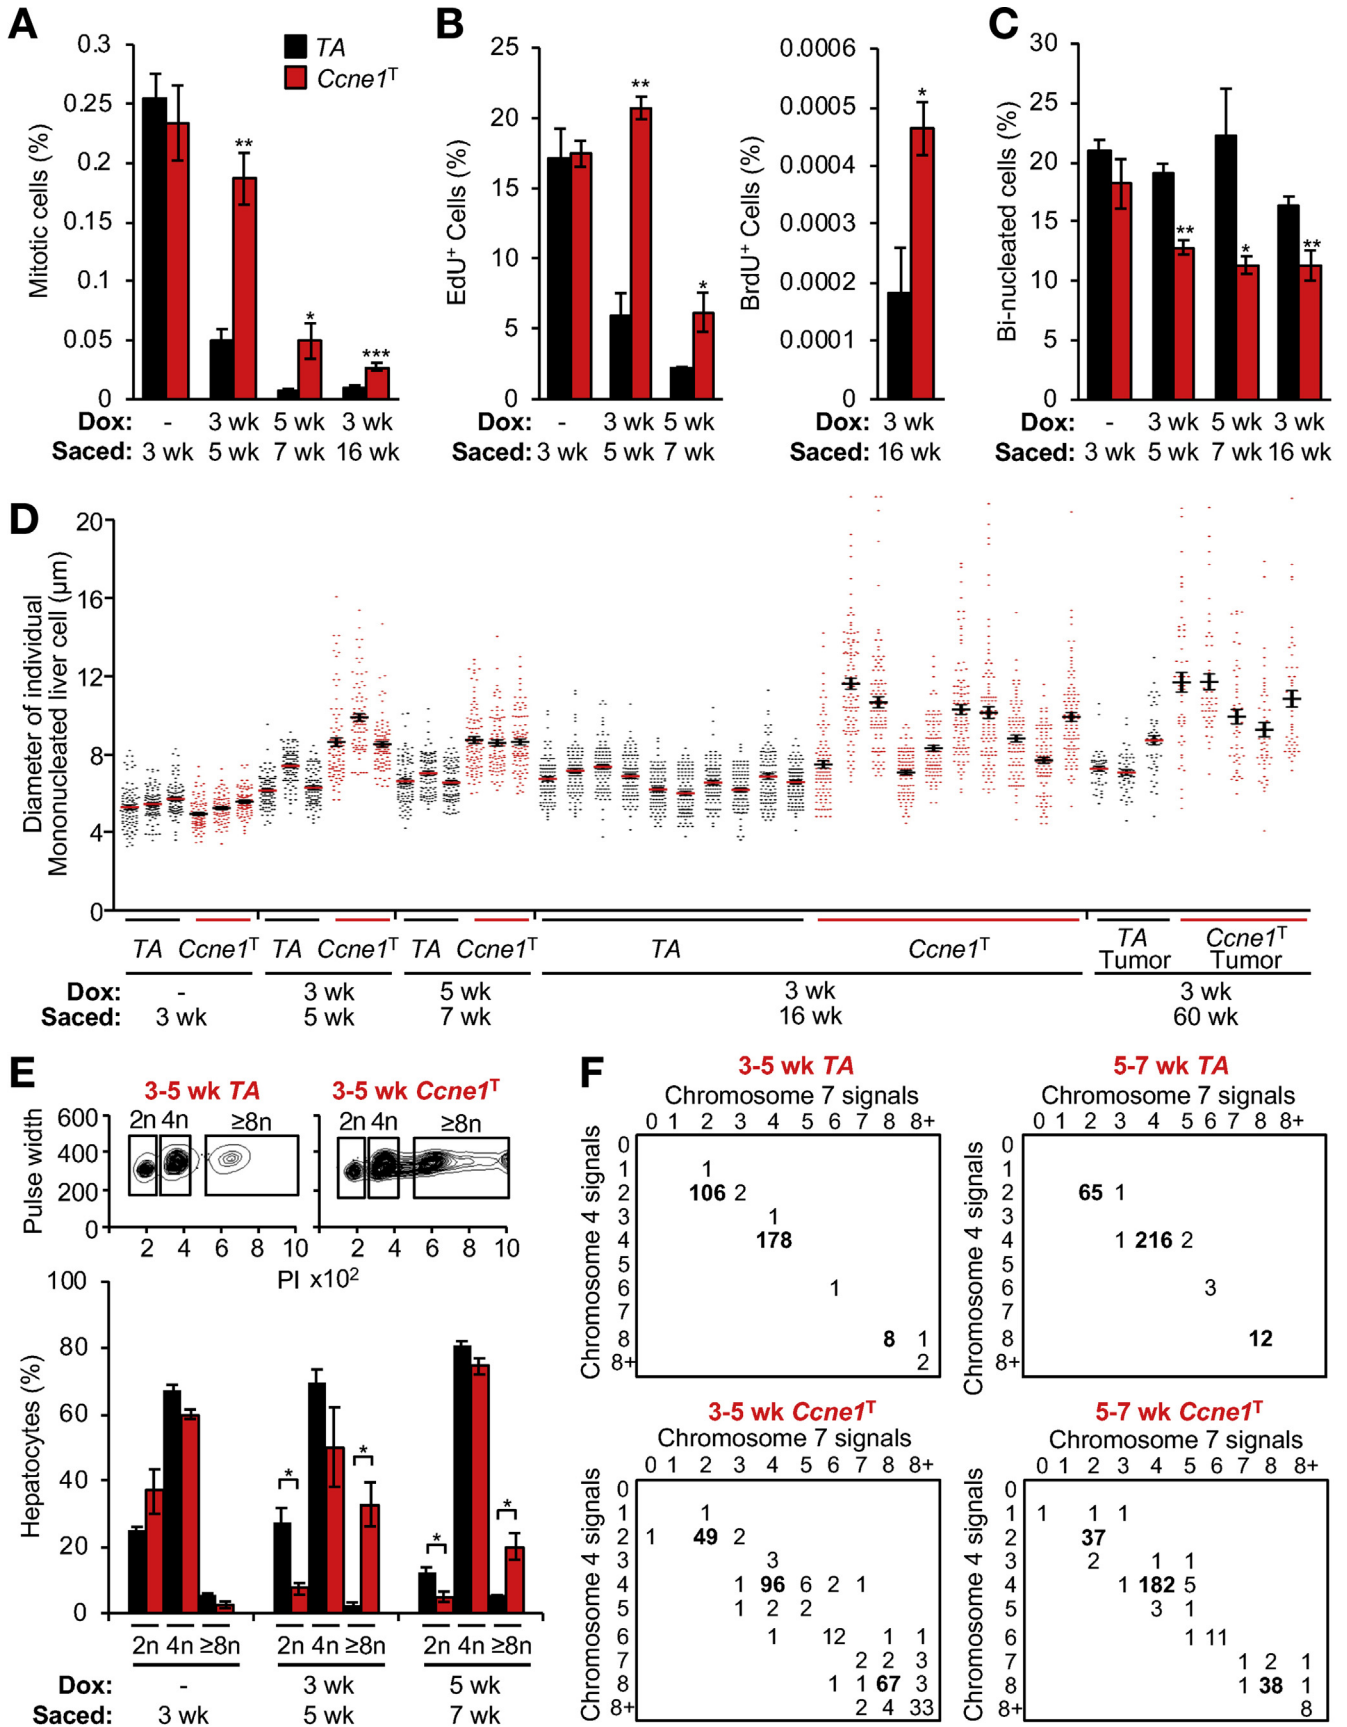 A
0.3
0.25
0.2
0.15
0.1
0.05
0
Mitotic cells (%)
TA
Ccne1T
**
*
***
Dox: - 3 wk 5 wk 3 wk
Saced: 3 wk 5 wk 7 wk 16 wk
B
25
20
15
10
5
0
EdU+ Cells (%)
**
*
Dox: - 3 wk 5 wk
Saced: 3 wk 5 wk 7 wk
0.0006
0.0005
0.0004
0.0003
0.0002
0.0001
0
BrdU+ Cells (%)
*
Dox: 3 wk
Saced: 16 wk
C
30
25
20
15
10
5
0
Bi-nucleated cells (%)
**
*
**
Dox: - 3 wk 5 wk 3 wk
Saced: 3 wk 5 wk 7 wk 16 wk
D
20
16
12
8
4
0
Diameter of individual
Mononucleated liver cell (μm)
TA Ccne1T TA Ccne1T TA Ccne1T TA Ccne1T TA Tumor Ccne1T Tumor
Dox: - 3 wk 5 wk 3 wk 3 wk
Saced: 3 wk 5 wk 7 wk 16 wk 60 wk
E
3-5 wk TA
3-5 wk Ccne1T
2n 4n ≥8n
2n 4n ≥8n
600
400
200
0
Pulse width
2 4 6 8 10
2 4 6 8 10
PI x10²
100
80
60
40
20
0
Hepatocytes (%)
* *
* *
2n 4n ≥8n 2n 4n ≥8n 2n 4n ≥8n
Dox: - 3 wk 5 wk
Saced: 3 wk 5 wk 7 wk
F
3-5 wk TA
Chromosome 7 signals
0 1 2 3 4 5 6 7 8 8+
Chromosome 4 signals
0
1 1
2 106 2
3 1
4 178
5
6 1
7
8 8 1
8+ 2
5-7 wk TA
Chromosome 7 signals
0 1 2 3 4 5 6 7 8 8+
Chromosome 4 signals
0
1
2 65 1
3
4 1 216 2
5
6 3
7
8 12
8+
3-5 wk Ccne1T
Chromosome 7 signals
0 1 2 3 4 5 6 7 8 8+
Chromosome 4 signals
0
1 1
2 1 49 2
3 3
4 1 96 6 2 1
5 1 2 2
6 1 12 1 1
7 2 2 3
8 1 1 67 3
8+ 2 4 33
5-7 wk Ccne1T
Chromosome 7 signals
0 1 2 3 4 5 6 7 8 8+
Chromosome 4 signals
0
1 0 1 1
2 37
3 2 1 1
4 1 182 5
5 3 1
6 1 11
7 1 2 1
8 1 38 1
8+ 8